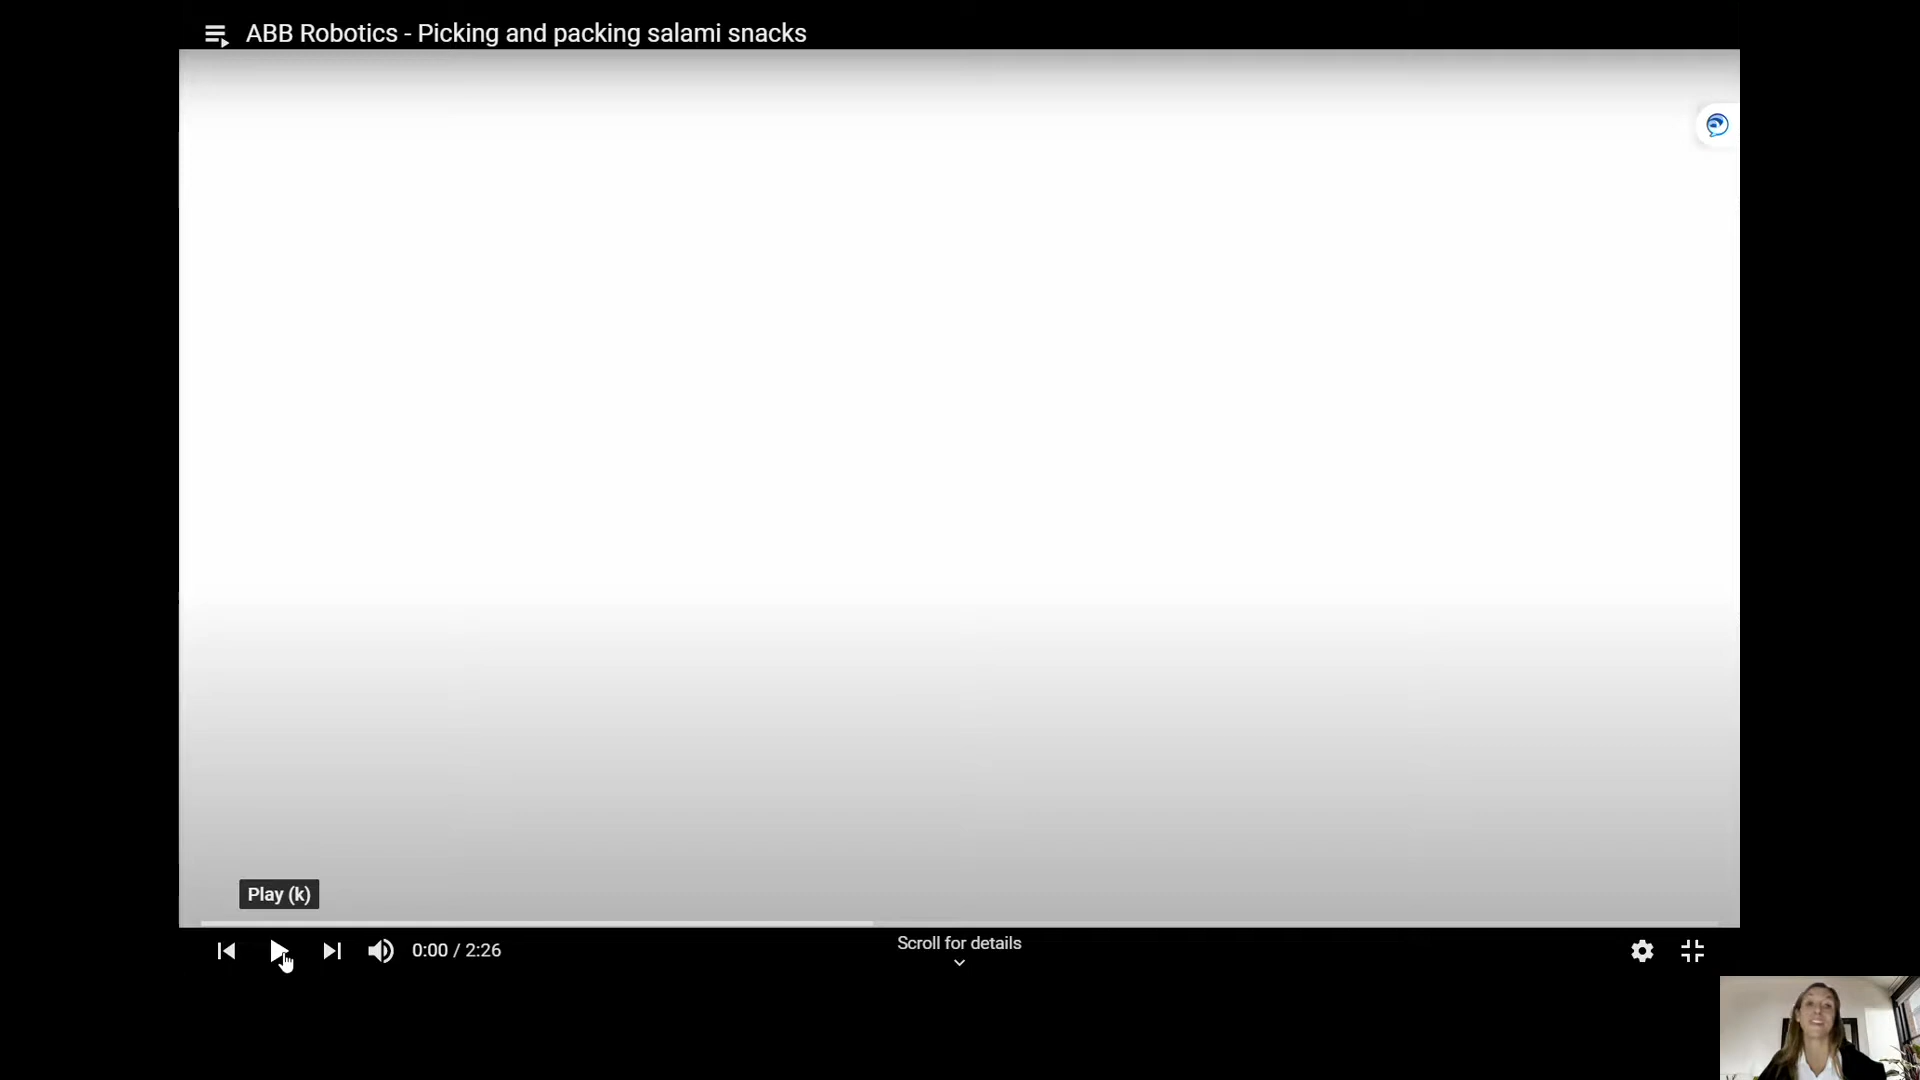 ABB Robotics - Picking and packing salami snacks
Play (k)
0:00 / 2:26
Scroll for details